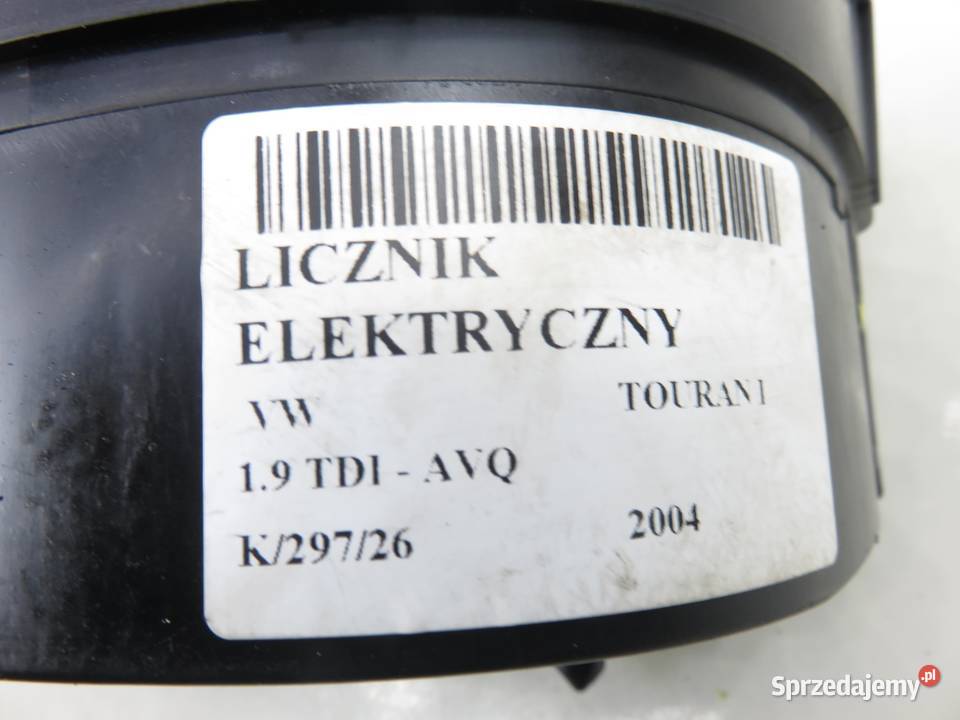 LICZNIK
ELEKTRYCZNY
VW TOURAN I
1.9 TDI - AVQ
K/297/26 2004
Sprzedajemy.pl